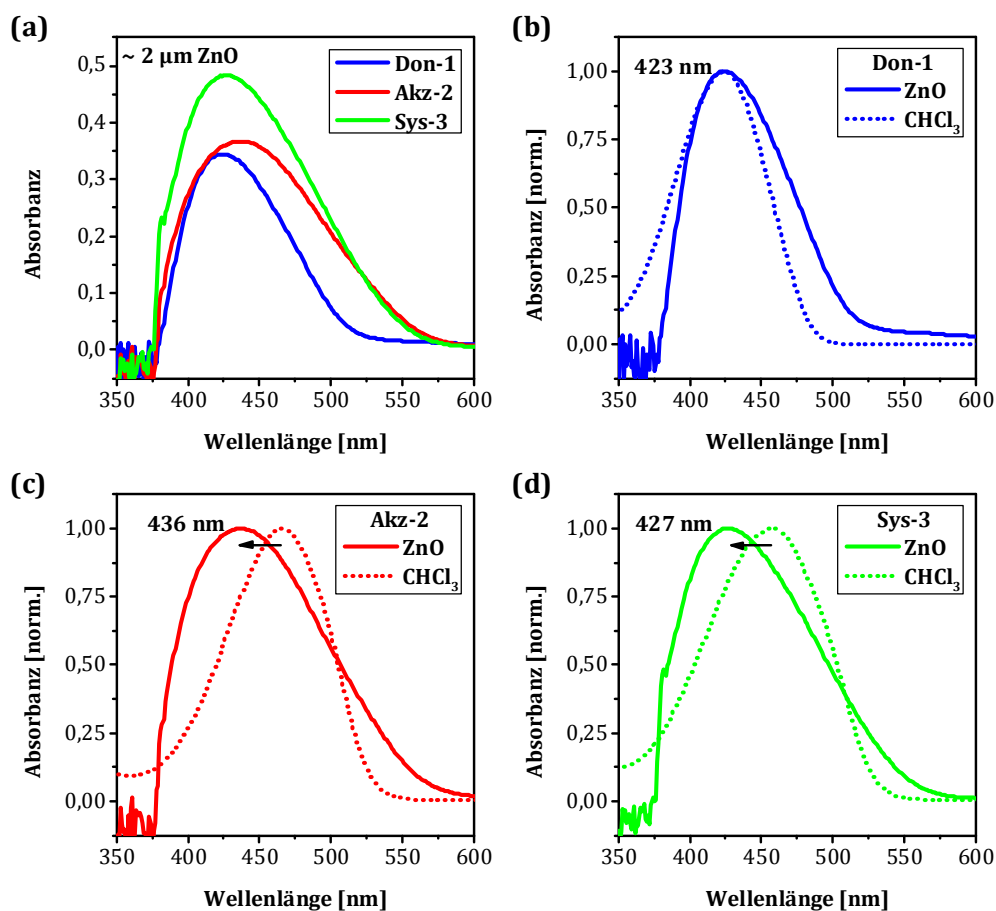 (a)
~ 2 µm ZnO
Don-1
Akz-2
Sys-3
0,5
0,4
0,3
0,2
0,1
0,0
Absorbanz
350 400 450 500 550 600
Wellenlänge [nm]
(b)
423 nm
Don-1
ZnO
CHCl₃
1,00
0,75
0,50
0,25
0,00
Absorbanz [norm.]
350 400 450 500 550 600
Wellenlänge [nm]
(c)
436 nm
Akz-2
ZnO
CHCl₃
1,00
0,75
0,50
0,25
0,00
Absorbanz [norm.]
350 400 450 500 550 600
Wellenlänge [nm]
(d)
427 nm
Sys-3
ZnO
CHCl₃
1,00
0,75
0,50
0,25
0,00
Absorbanz [norm.]
350 400 450 500 550 600
Wellenlänge [nm]